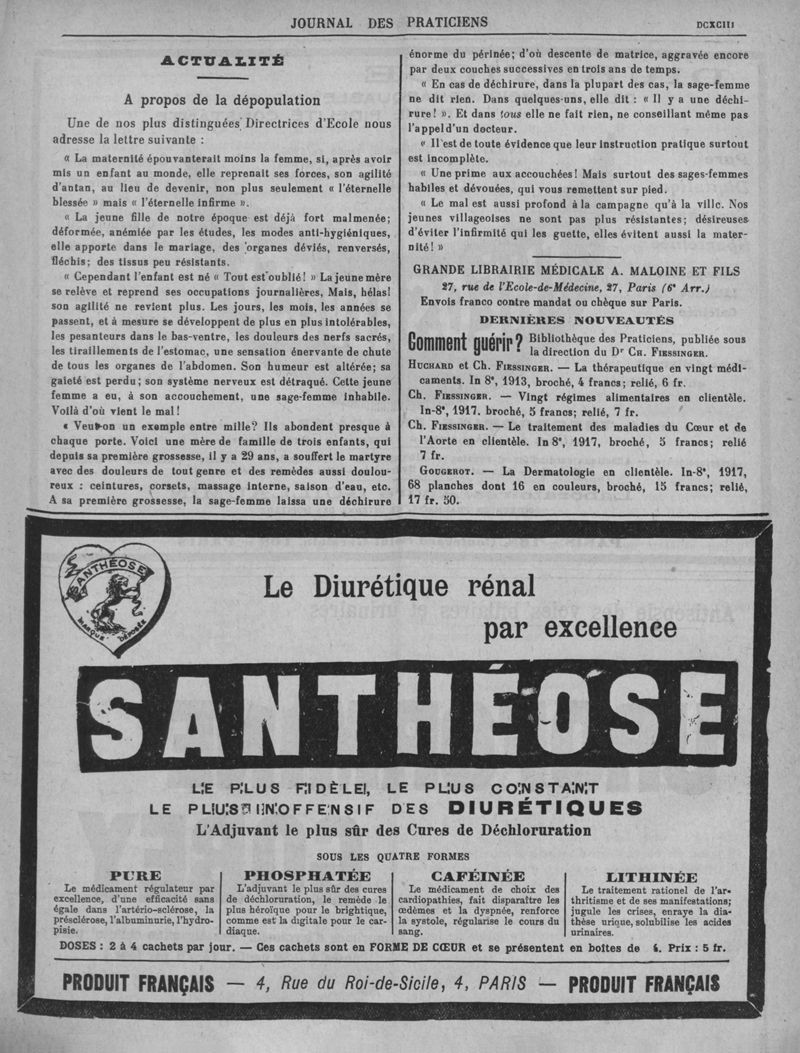 JOURNAL DES PRATICIENS
DCXCIII
ACTUALITÉ
A propos de la dépopulation
Une de nos plus distinguées Directrices d'Ecole nous
adresse la lettre suivante :
« La maternité épouvanterait moins la femme, si, après avoir
mis un enfant au monde, elle reprenait ses forces, son agilité
d'antan, au lieu de devenir, non plus seulement « l'éternelle
blessée » mais « l'éternelle infirme ».
« La jeune fille de notre époque est déjà fort malmenée;
déformée, anémiée par les études, les modes anti-hygiéniques,
elle apporte dans le mariage, des organes déviés, renversés,
fléchis; des tissus peu résistants.
« Cependant l'enfant est né « Tout est oublié! » La jeune mère
se relève et reprend ses occupations journalières, Mais, hélas!
son agilité ne revient plus. Les jours, les mois, les années se
passent, et à mesure se développent de plus en plus intolérables,
les pesanteurs dans le bas-ventre, les douleurs des nerfs sacrés,
les tiraillements de l'estomac, une sensation énervante de chute
de tous les organes de l'abdomen. Son humeur est altérée; sa
gaieté est perdu; son système nerveux est détraqué. Cette jeune
femme a eu, à son accouchement, une sage-femme inhabile.
Voilà d'où vient le mal!
« Veut-on un exemple entre mille? Ils abondent presque à
chaque porte. Voici une mère de famille de trois enfants, qui
depuis sa première grossesse, il y a 29 ans, a souffert le martyre
avec des douleurs de tout genre et des remèdes aussi doulou-
reux : ceintures, corsets, massage interne, saison d'eau, etc.
A sa première grossesse, la sage-femme laissa une déchirure
énorme du périnée; d'où descente de matrice, aggravée encore
par deux couches successives en trois ans de temps.
« En cas de déchirure, dans la plupart des cas, la sage-femme
ne dit rien. Dans quelques-uns, elle dit : « Il y a une déchi-
rure! ». Et dans tous elle ne fait rien, ne conseillant même pas
l'appel d'un docteur.
« Il est de toute évidence que leur instruction pratique surtout
est incomplète.
« Une prime aux accouchées! Mais surtout des sages-femmes
habiles et dévouées, qui vous remettent sur pied.
« Le mal est aussi profond à la campagne qu'à la ville. Nos
jeunes villageoises ne sont pas plus résistantes; désireuses
d'éviter l'infirmité qui les guette, elles évitent aussi la mater-
nité! »
GRANDE LIBRAIRIE MÉDICALE A. MALOINE ET FILS
27, rue de l'Ecole-de-Médecine, 27, Paris (6e Arr.)
Envois franco contre mandat ou chèque sur Paris.
DERNIÈRES NOUVEAUTÉS
Comment guérir? Bibliothèque des Praticiens, publiée sous
la direction du Dr CH. FIESSINGER.
HUCHARD et CH. FIESSINGER. — La thérapeutique en vingt médi-
caments. In 8°, 1913, broché, 4 francs; relié, 6 fr.
CH. FIESSINGER. — Vingt régimes alimentaires en clientèle.
In-8°, 1917. broché, 5 francs; relié, 7 fr.
CH. FIESSINGER. — Le traitement des maladies du Cœur et de
l'Aorte en clientèle. In 8°, 1917, broché, 5 francs; relié
7 fr.
GOUGEROT. — La Dermatologie en clientèle. In-8°, 1917,
68 planches dont 16 en couleurs, broché, 15 francs; relié,
17 fr. 50.
SANTHÉOSE
MARQUE DÉPOSÉE
Le Diurétique rénal
par excellence
SANTHÉOSE
LE PLUS FIDÈLE, LE PLUS CONSTANT
LE PLUS INOFFENSIF DES DIURÉTIQUES
L'Adjuvant le plus sûr des Cures de Déchloruration
SOUS LES QUATRE FORMES
PURE
Le médicament régulateur par
excellence, d'une efficacité sans
égale dans l'artério-sclérose, la
présclérose, l'albuminurie, l'hydro-
pisie.
PHOSPHATÉE
L'adjuvant le plus sûr des cures
de déchloruration, le remède le
plus héroïque pour le brightique,
comme est la digitale pour le car-
diaque.
CAFÉINÉE
Le médicament de choix des
cardiopathies, fait disparaître les
œdèmes et la dyspnée, renforce
la systole, régularise le cours du
sang.
LITHINÉE
Le traitement rationel de l'ar-
thritisme et de ses manifestations;
jugule les crises, enraye la dia-
thèse urique, solubilise les acides
urinaires.
DOSES : 2 à 4 cachets par jour. — Ces cachets sont en FORME DE CŒUR et se présentent en boîtes de 4. Prix : 5 fr.
PRODUIT FRANÇAIS — 4, Rue du Roi-de-Sicile, 4, PARIS — PRODUIT FRANÇAIS